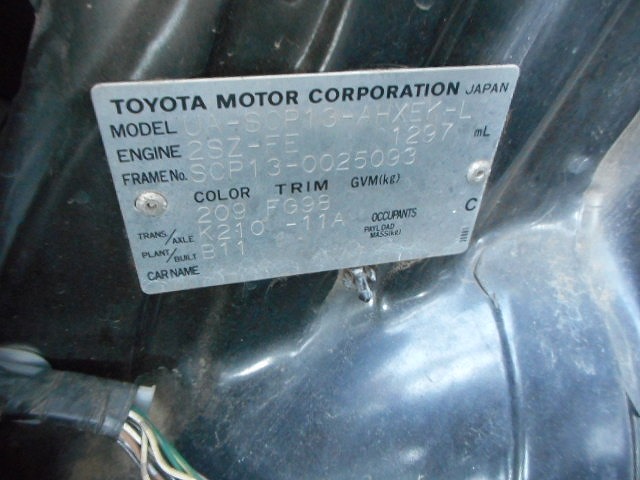 TOYOTA MOTOR CORPORATION JAPAN
MODEL UA-SCP13-AHXEK-L
ENGINE 2SZ-FE 1297 mL
FRAME No. SCP13-0025093
COLOR TRIM GVM(kg)
209 FG98
TRANS/AXLE K210 -11A OCCUPANTS C
PLANT/BUILT B11 PAYLOAD MASS(kg)
CAR NAME